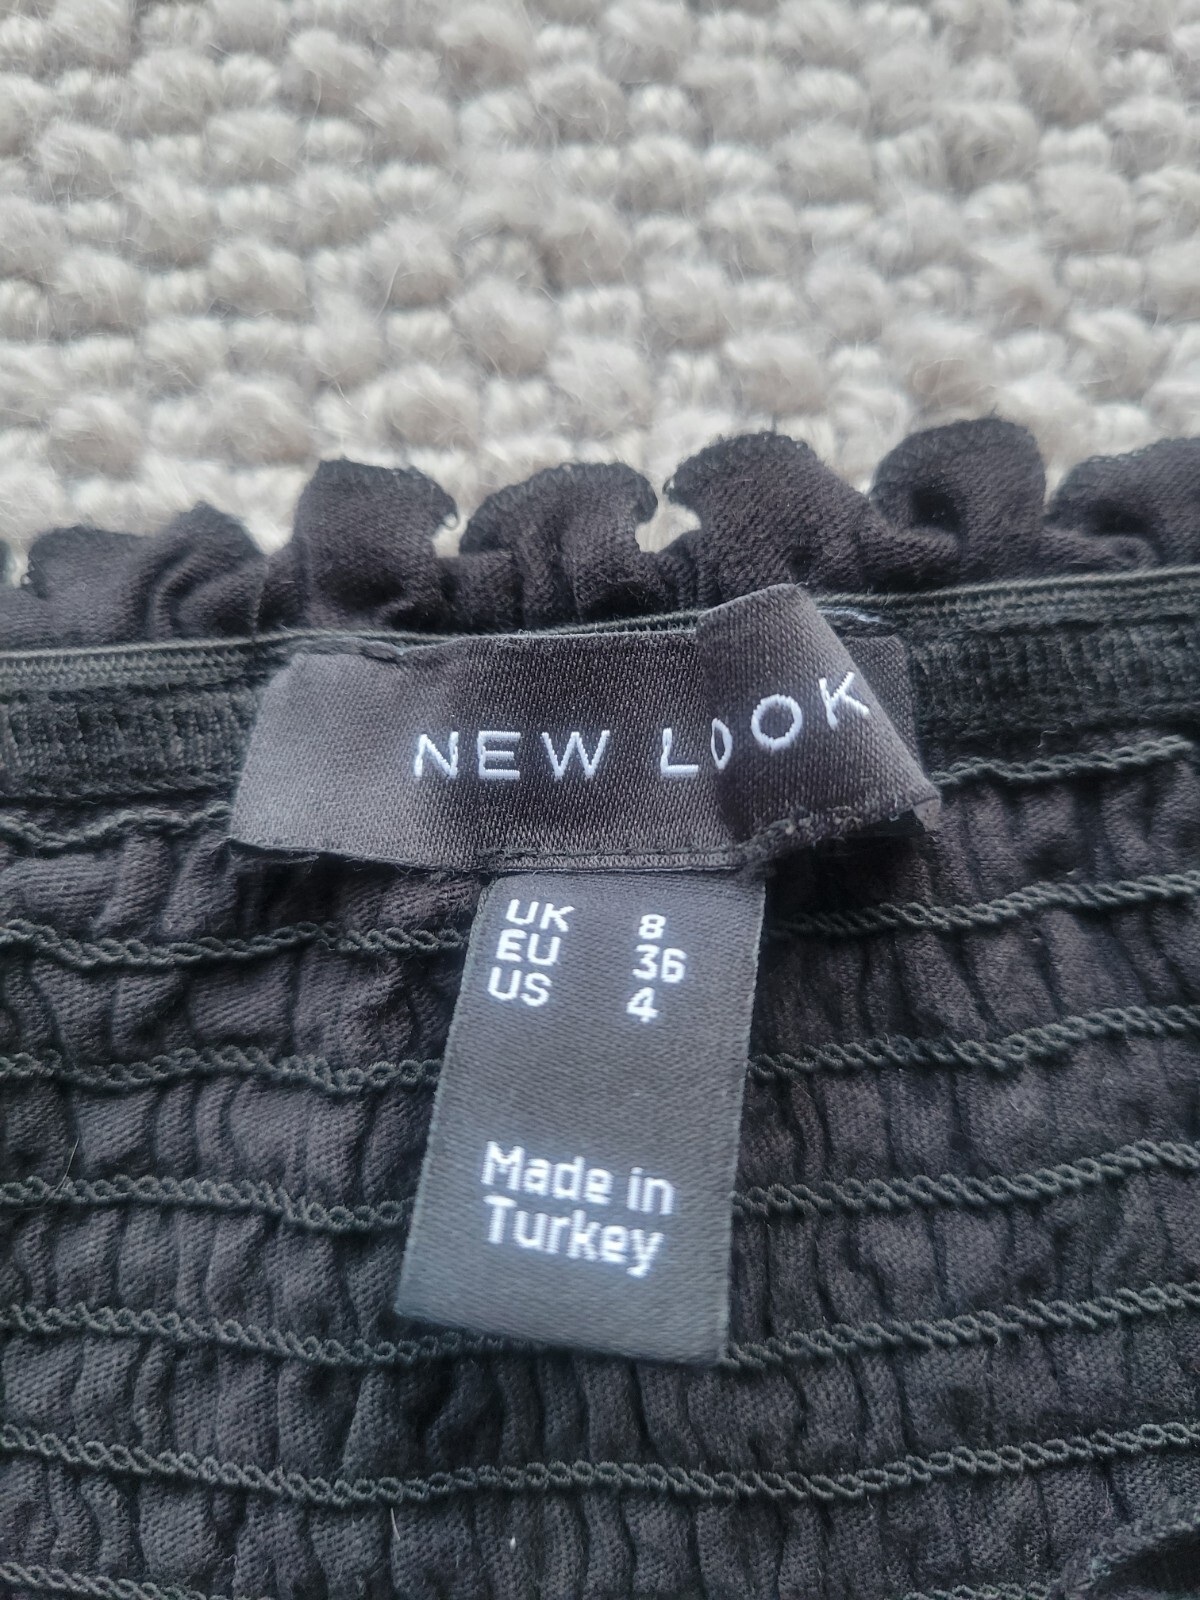 NEW LOOK
UK 8
EU 36
US 4
Made in
Turkey